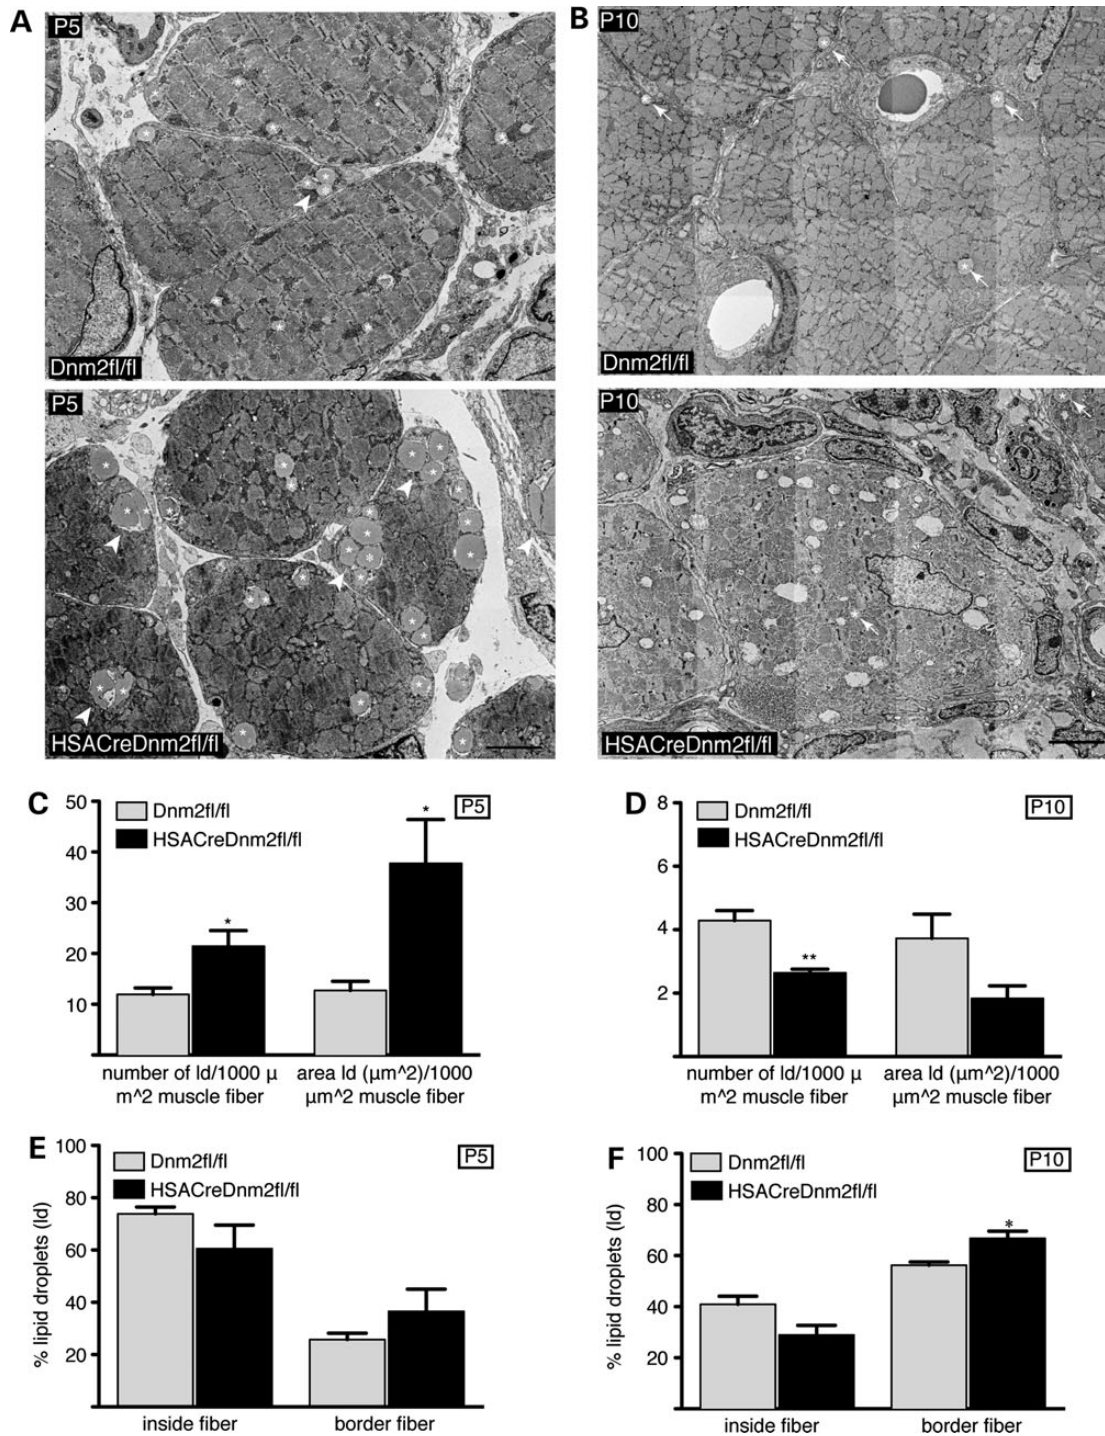 A
P5
Dnm2fl/fl
P5
HSACreDnm2fl/fl
B
P10
Dnm2fl/fl
P10
HSACreDnm2fl/fl
C
50
40
30
20
10
Dnm2fl/fl
HSACreDnm2fl/fl
P5
*
*
number of ld/1000 µ
m^2 muscle fiber
area ld (µm^2)/1000
µm^2 muscle fiber
D
8
6
4
2
Dnm2fl/fl
HSACreDnm2fl/fl
P10
**
number of ld/1000 µ
m^2 muscle fiber
area ld (µm^2)/1000
µm^2 muscle fiber
E
% lipid droplets (ld)
100
80
60
40
20
Dnm2fl/fl
HSACreDnm2fl/fl
P5
inside fiber
border fiber
F
% lipid droplets (ld)
100
80
60
40
20
Dnm2fl/fl
HSACreDnm2fl/fl
P10
*
inside fiber
border fiber